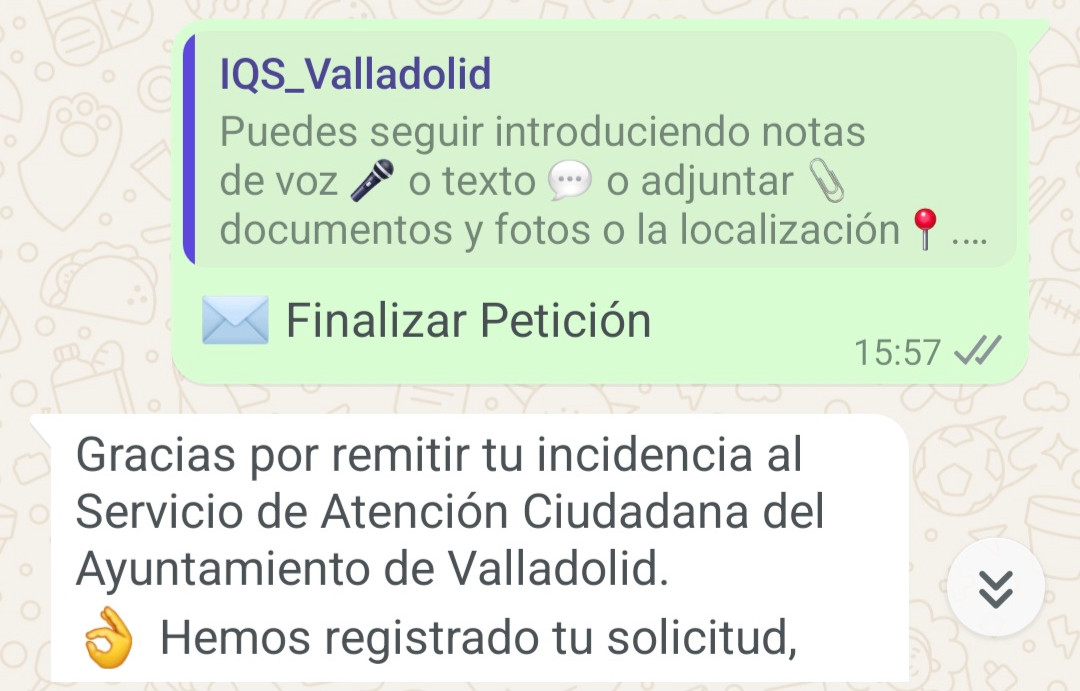 IQS_Valladolid
Puedes seguir introduciendo notas
de voz 🎤 o texto 💬 o adjuntar 📎
documentos y fotos o la localización 📍 ....
✉️ Finalizar Petición
15:57
Gracias por remitir tu incidencia al
Servicio de Atención Ciudadana del
Ayuntamiento de Valladolid.
👌 Hemos registrado tu solicitud,